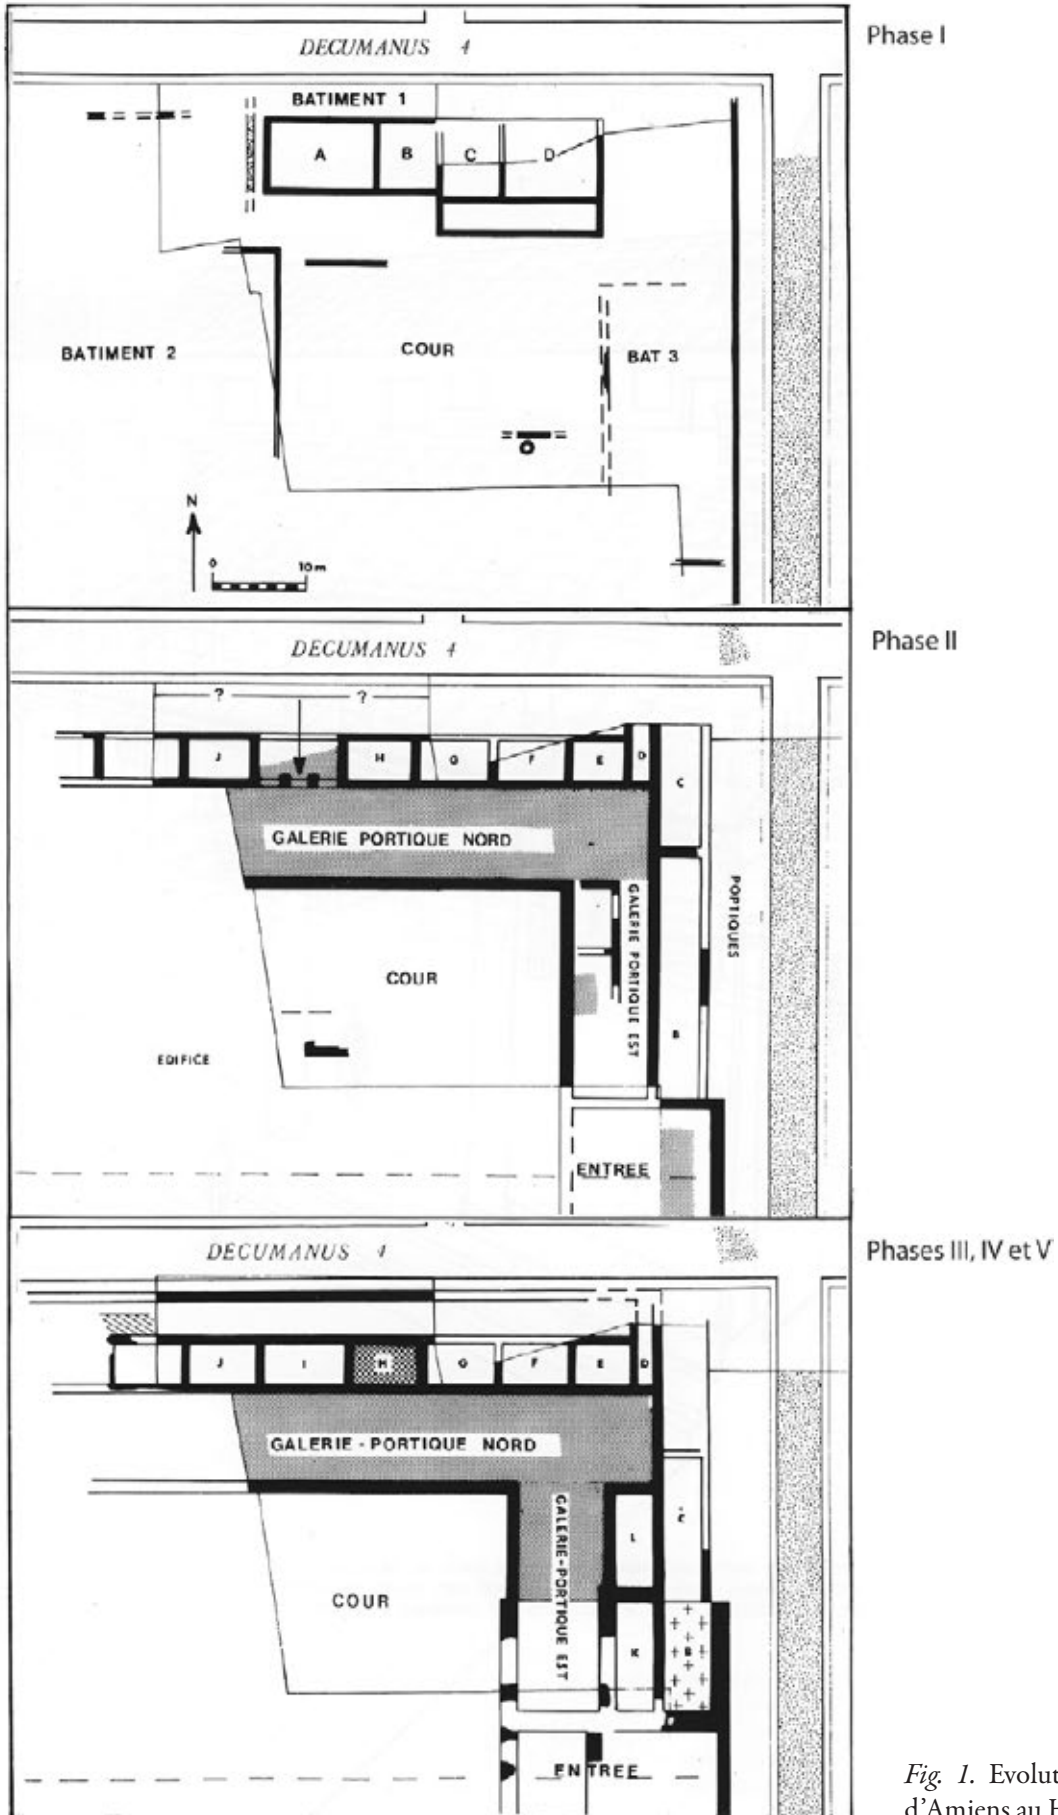 Phase I
DECUMANUS 4
BATIMENT 1
A
B
C
D
BATIMENT 2
COUR
BAT 3
N
0
10 m
Phase II
DECUMANUS 4
?
?
J
H
G
F
E
D
C
GALERIE PORTIQUE NORD
GALERIE PORTIQUE EST
PORTIQUES
COUR
B
EDIFICE
ENTREE
Phases III, IV et V
DECUMANUS 4
J
I
H
G
F
E
D
GALERIE - PORTIQUE NORD
GALERIE-PORTIQUE EST
L
C
COUR
K
B
ENTREE
Fig. 1. Evolut
d'Amiens au H